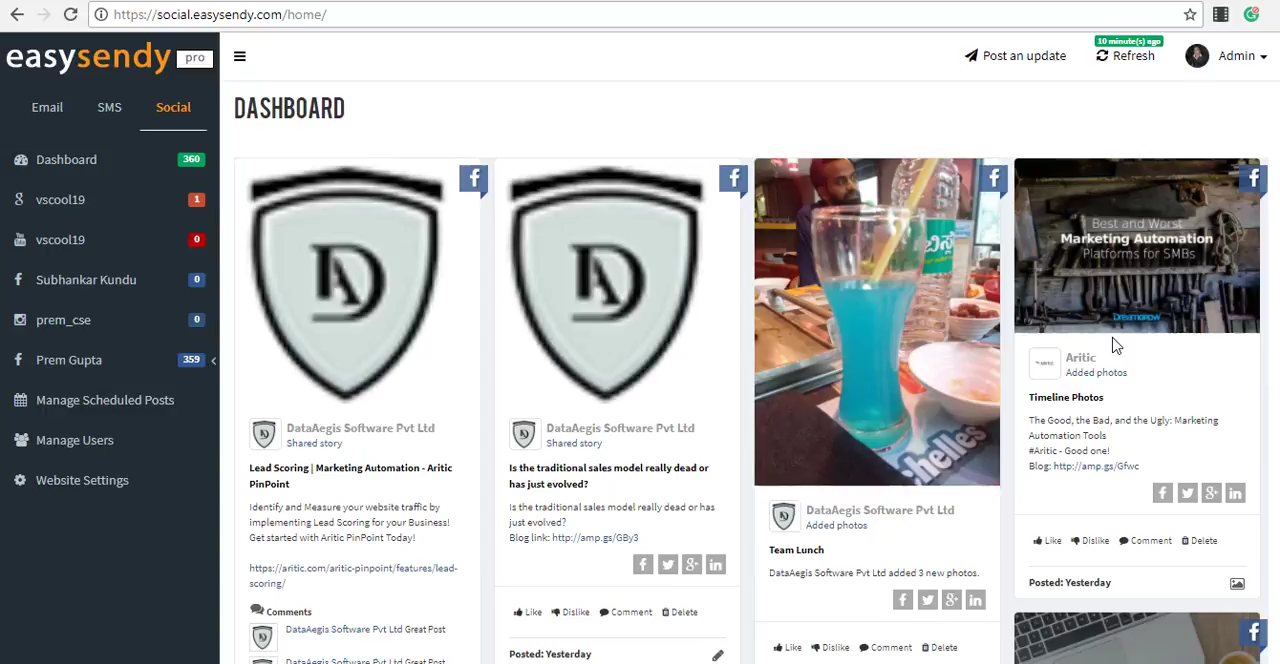 https://social.easysendy.com/home/
easysendy pro
Email SMS Social
Dashboard 360
vscool19 1
vscool19 0
Subhankar Kundu 0
prem_cse 0
Prem Gupta 359
Manage Scheduled Posts
Manage Users
Website Settings
Post an update
10 minute(s) ago
Refresh
Admin
DASHBOARD
DataAegis Software Pvt Ltd
Shared story
Lead Scoring | Marketing Automation - Aritic
PinPoint
Identify and Measure your website traffic by
implementing Lead Scoring for your Business!
Get started with Aritic PinPoint Today!
https://aritic.com/aritic-pinpoint/features/lead-
scoring/
Comments
DataAegis Software Pvt Ltd Great Post
DataAegis Software Pvt Ltd Great Post
DataAegis Software Pvt Ltd
Shared story
Is the traditional sales model really dead or
has just evolved?
Is the traditional sales model really dead or has
just evolved?
Blog link: http://amp.gs/GBy3
Like Dislike Comment Delete
Posted: Yesterday
chelles
DataAegis Software Pvt Ltd
Added photos
Team Lunch
DataAegis Software Pvt Ltd added 3 new photos.
Like Dislike Comment Delete
Best and Worst
Marketing Automation
Platforms for SMBs
Dreamgrow
Aritic
Added photos
Timeline Photos
The Good, the Bad, and the Ugly: Marketing
Automation Tools
#Aritic - Good one!
Blog: http://amp.gs/Gfwc
Like Dislike Comment Delete
Posted: Yesterday